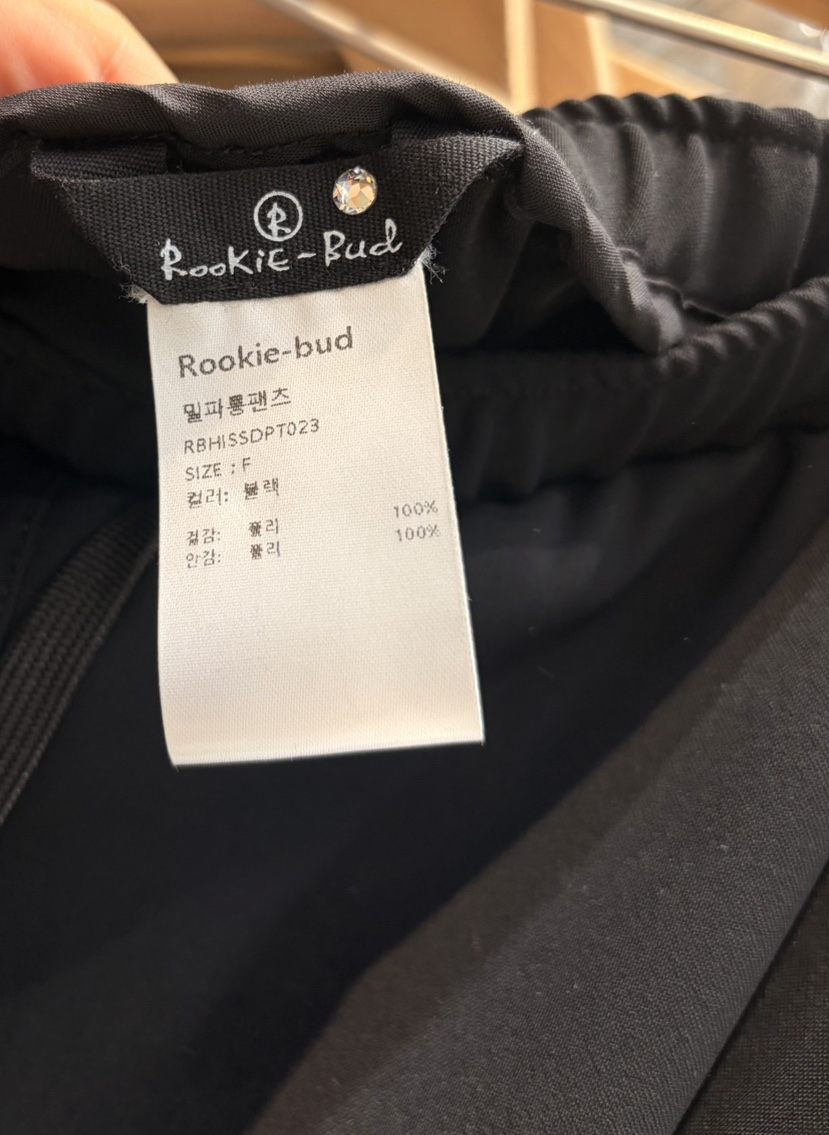 R
RooKiE-Bud
Rookie-bud
밀파통팬츠
RBHISSDPT023
SIZE : F
컬러: 블랙
겉감: 폴리 100%
안감: 폴리 100%